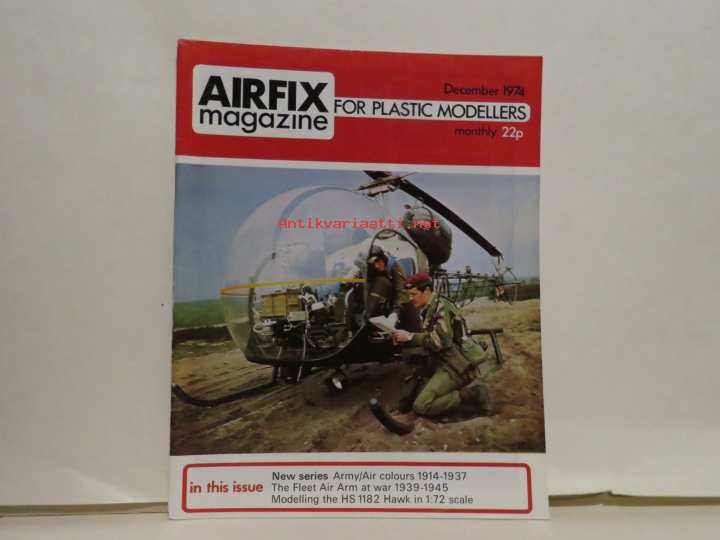 AIRFIX
magazine
FOR PLASTIC MODELLERS
December 1974
monthly 22p
Antikvariaatti.net
in this issue
New series Army/Air colours 1914-1937
The Fleet Air Arm at war 1939-1945
Modelling the HS 1182 Hawk in 1:72 scale